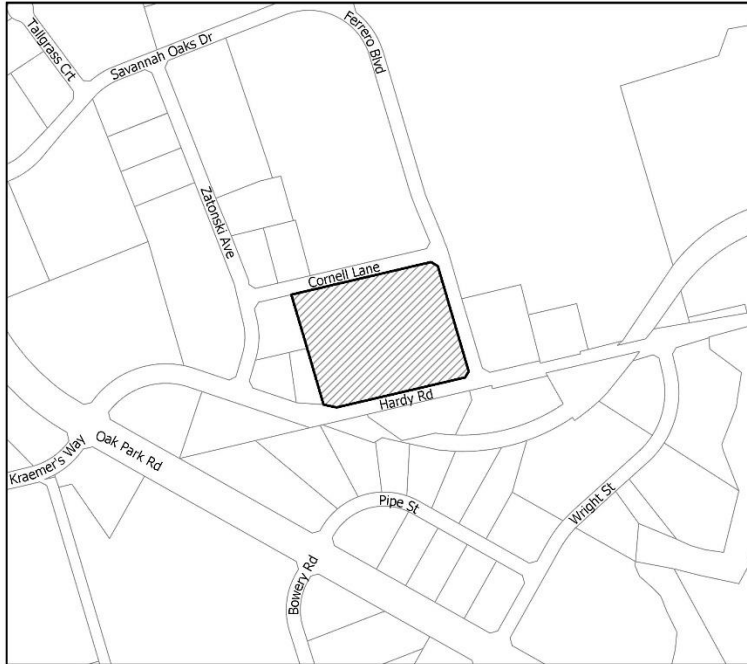 Tallgrass Crt
Savannah Oaks Dr
Ferrero Blvd
Zatonski Ave
Cornell Lane
Hardy Rd
Kraemer's Way
Oak Park Rd
Pipe St
Wright St
Bowery Rd